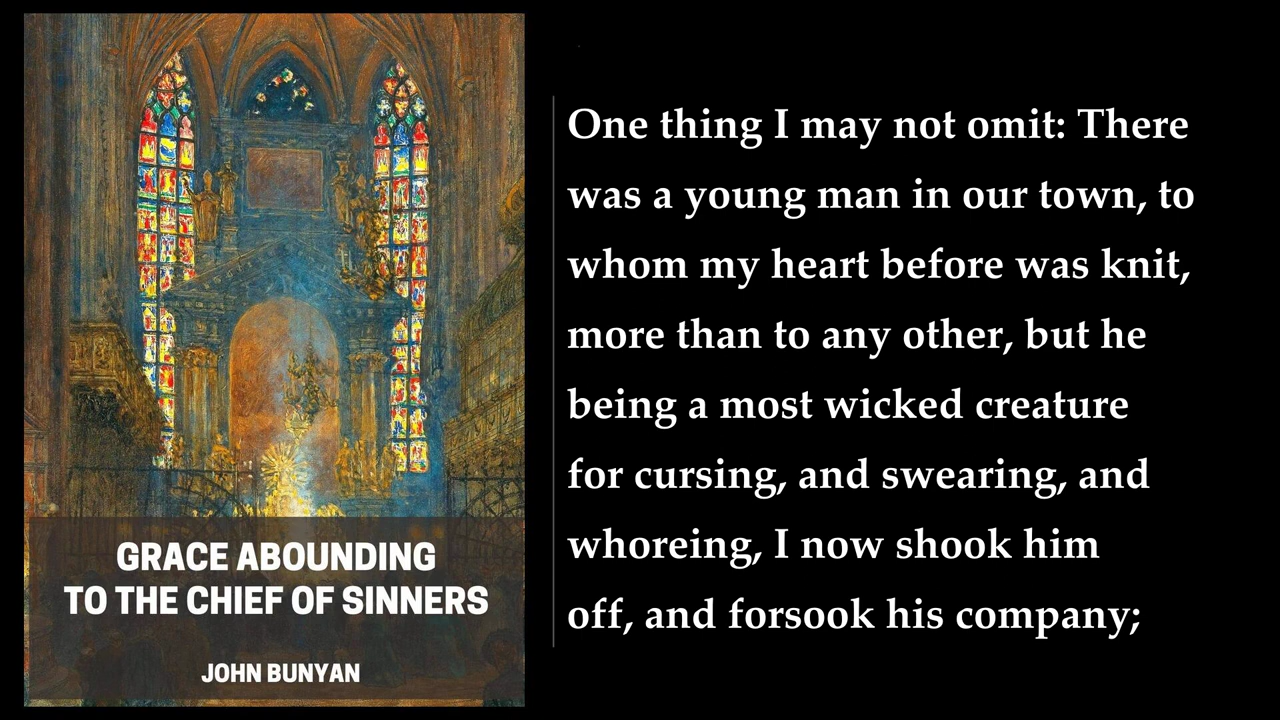 GRACE ABOUNDING
TO THE CHIEF OF SINNERS
JOHN BUNYAN
One thing I may not omit: There
was a young man in our town, to
whom my heart before was knit,
more than to any other, but he
being a most wicked creature
for cursing, and swearing, and
whoreing, I now shook him
off, and forsook his company;